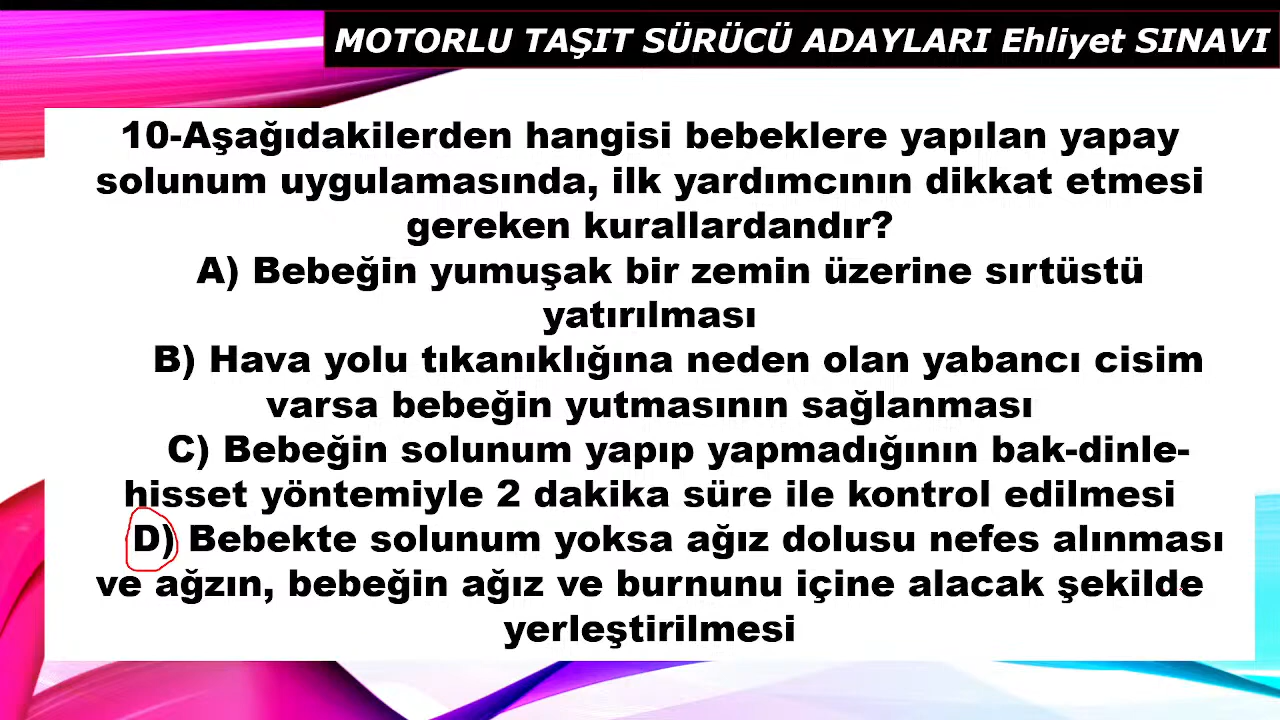 MOTORLU TAŞIT SÜRÜCÜ ADAYLARI Ehliyet SINAVI
10-Aşağıdakilerden hangisi bebeklere yapılan yapay
solunum uygulamasında, ilk yardımcının dikkat etmesi
gereken kurallardandır?
A) Bebeğin yumuşak bir zemin üzerine sırtüstü
yatırılması
B) Hava yolu tıkanıklığına neden olan yabancı cisim
varsa bebeğin yutmasının sağlanması
C) Bebeğin solunum yapıp yapmadığının bak-dinle-
hisset yöntemiyle 2 dakika süre ile kontrol edilmesi
D) Bebekte solunum yoksa ağız dolusu nefes alınması
ve ağzın, bebeğin ağız ve burnunu içine alacak şekilde
yerleştirilmesi